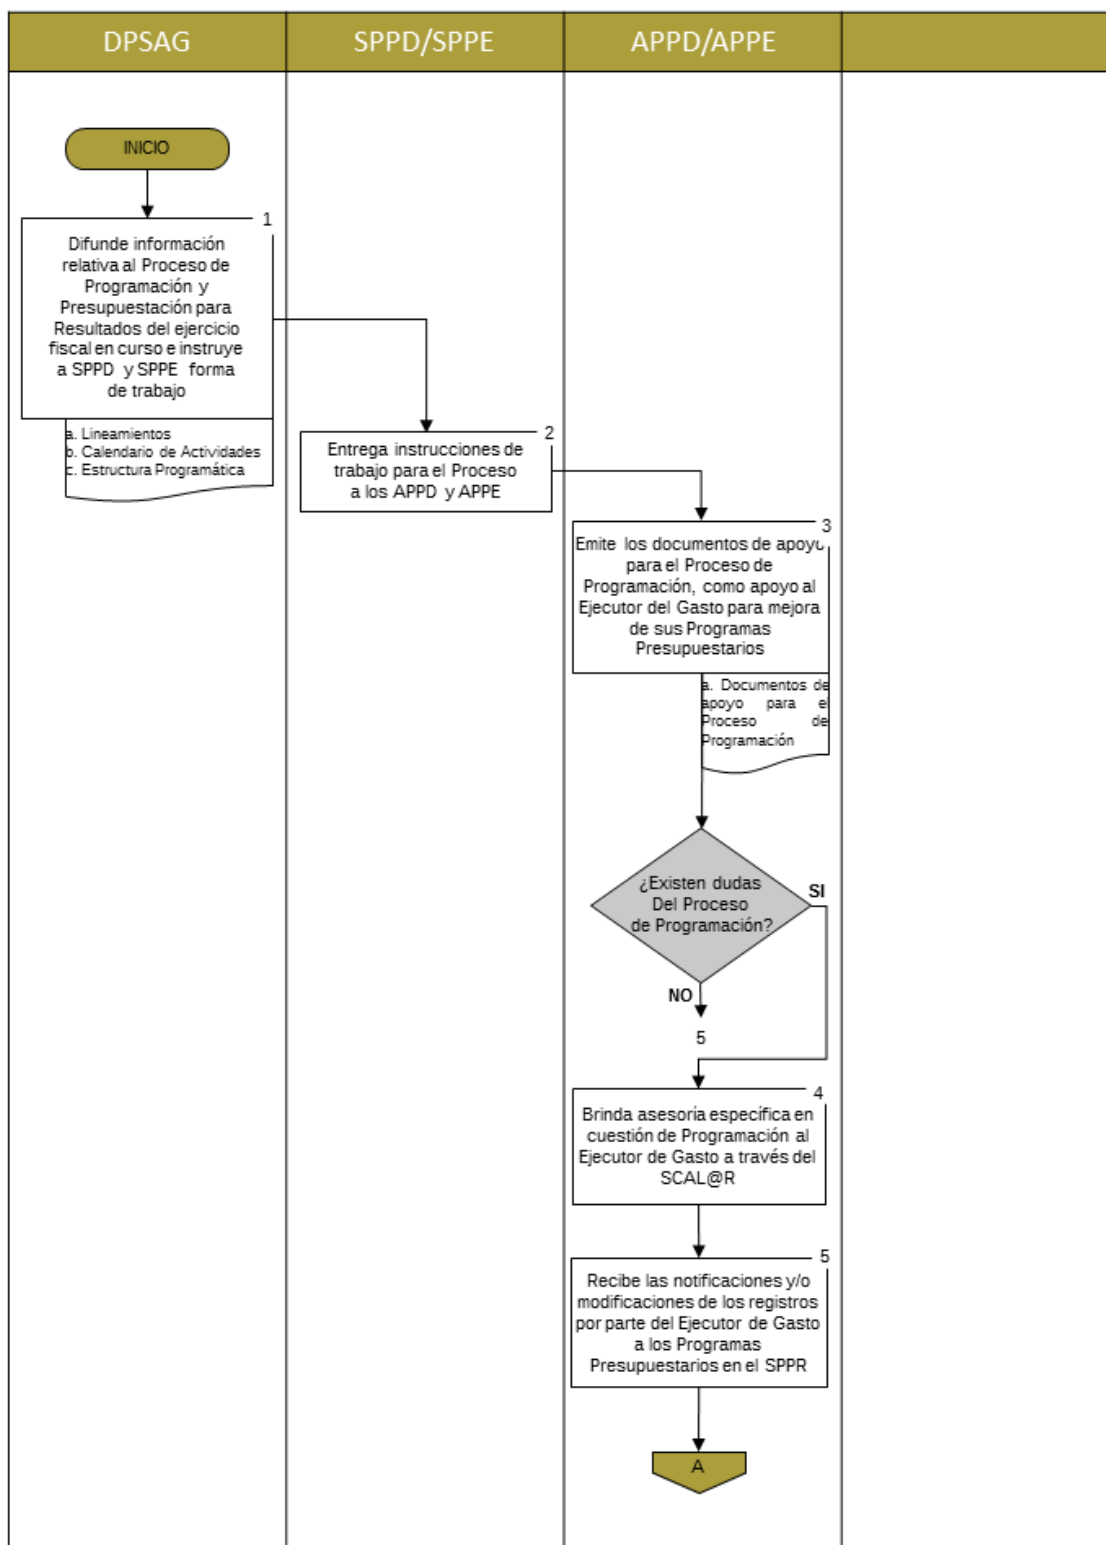 DPSAG
SPPD/SPPE
APPD/APPE
INICIO
1
Difunde información
relativa al Proceso de
Programación y
Presupuestación para
Resultados del ejercicio
fiscal en curso e instruye
a SPPD y SPPE forma
de trabajo
a. Lineamientos
b. Calendario de Actividades
c. Estructura Programática
2
Entrega instrucciones de
trabajo para el Proceso
a los APPD y APPE
3
Emite los documentos de apoyo
para el Proceso de
Programación, como apoyo al
Ejecutor del Gasto para mejora
de sus Programas
Presupuestarios
a. Documentos de
apoyo para el
Proceso de
Programación
¿Existen dudas
Del Proceso
de Programación?
SI
NO
5
4
Brinda asesoría específica en
cuestión de Programación al
Ejecutor de Gasto a través del
SCAL@R
5
Recibe las notificaciones y/o
modificaciones de los registros
por parte del Ejecutor de Gasto
a los Programas
Presupuestarios en el SPPR
A